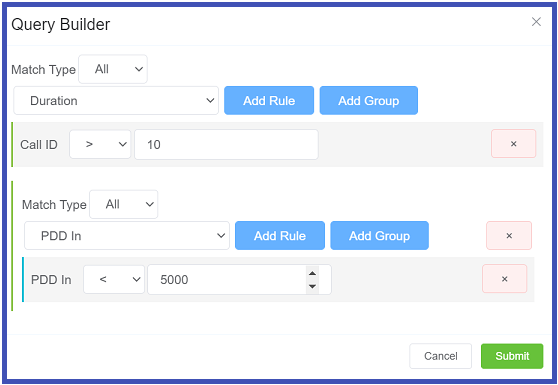 Query Builder ×
Match Type All
Duration Add Rule Add Group
Call ID > 10 ×
Match Type All
PDD In Add Rule Add Group ×
PDD In < 5000 ×
Cancel Submit